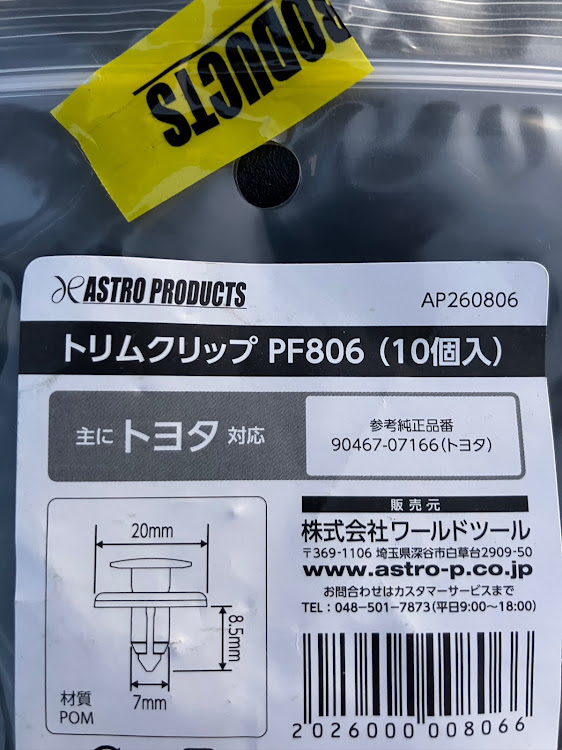 PRODUCTS
ASTRO PRODUCTS
AP260806
トリムクリップ PF806（10個入）
主に トヨタ 対応
参考純正品番
90467-07166(トヨタ)
20mm
8.5mm
7mm
材質
POM
販売元
株式会社ワールドツール
〒369-1106 埼玉県深谷市白草台2909-50
www.astro-p.co.jp
お問合わせはカスタマーサービスまで
TEL：048-501-7873(平日9:00～18:00)
2026000008066